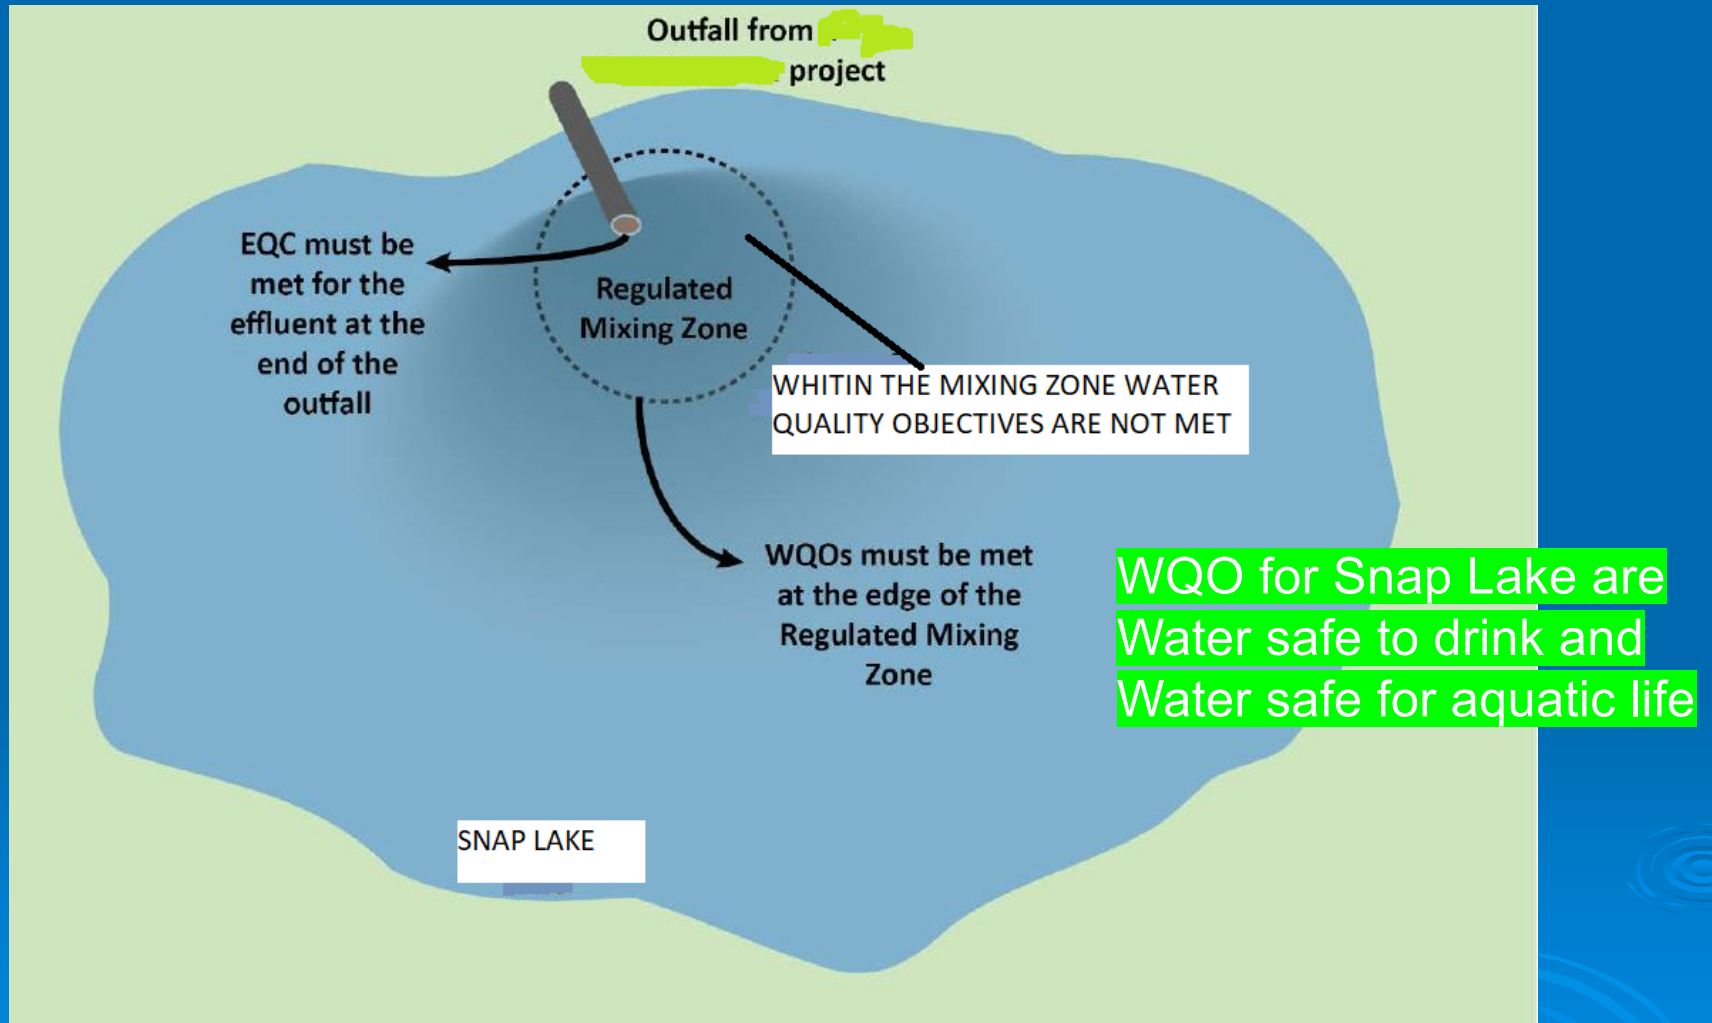 Outfall from
project
EQC must be
met for the
effluent at the
end of the
outfall
Regulated
Mixing Zone
WHITIN THE MIXING ZONE WATER
QUALITY OBJECTIVES ARE NOT MET
WQOs must be met
at the edge of the
Regulated Mixing
Zone
WQO for Snap Lake are
Water safe to drink and
Water safe for aquatic life
SNAP LAKE